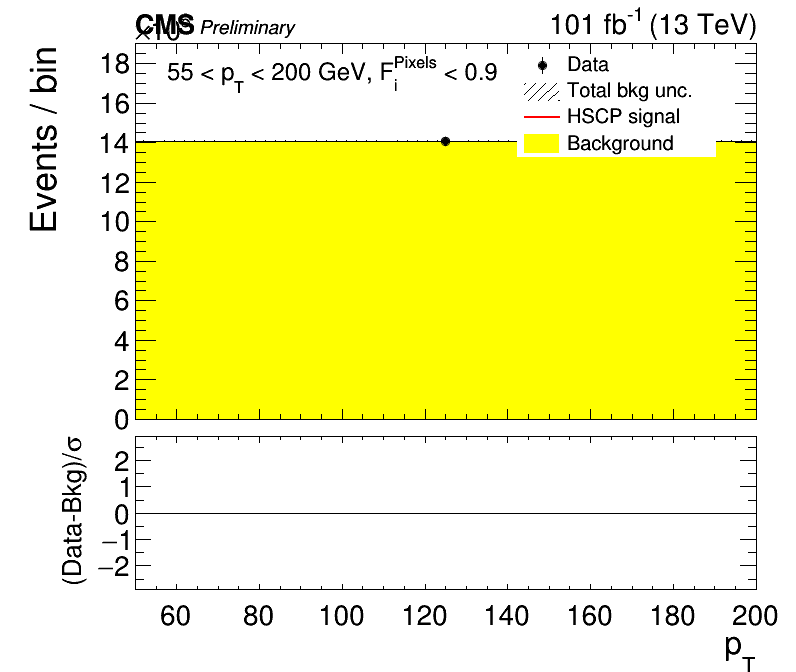 CMS Preliminary
101 fb-1 (13 TeV)
55 < pT < 200 GeV, FiPixels < 0.9
Data
Total bkg unc.
HSCP signal
Background
Events / bin
18
16
14
12
10
8
6
4
2
0
(Data-Bkg)/σ
2
1
0
−1
−2
60 80 100 120 140 160 180 200
pT